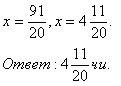 x = 91/20, x = 4 11/20.
Ответ: 4 11/20 чи.